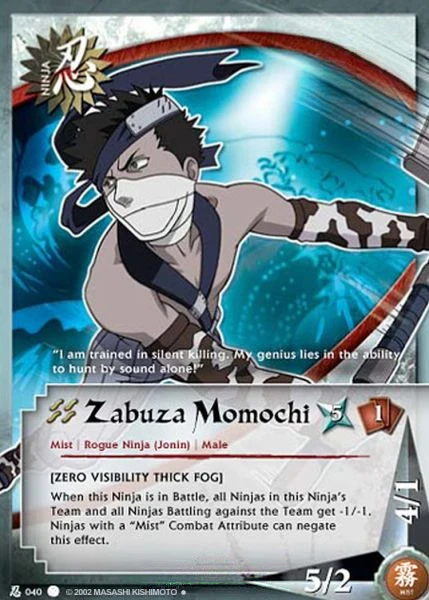 忍
NINJA
"I am trained in silent killing. My genius lies in the ability
to hunt by sound alone!"
Zabuza Momochi 5 1
Mist | Rogue Ninja (Jonin) | Male
[ZERO VISIBILITY THICK FOG]
When this Ninja is in Battle, all Ninjas in this Ninja's
Team and all Ninjas Battling against the Team get -1/-1.
Ninjas with a "Mist" Combat Attribute can negate
this effect.
4/1
5/2
霧
MIST
忍 040 © 2002 MASASHI KISHIMOTO